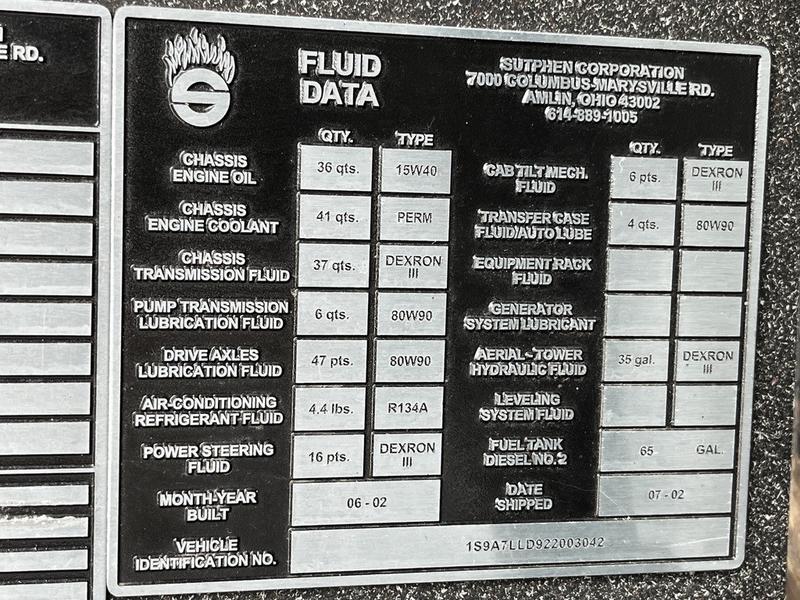 E RD.
S
FLUID
DATA
SUTPHEN CORPORATION
7000 COLUMBUS-MARYSVILLE RD.
AMLIN, OHIO 43002
614-889-1005
QTY. TYPE
CHASSIS
ENGINE OIL
36 qts. 15W40
CHASSIS
ENGINE COOLANT
41 qts. PERM
CHASSIS
TRANSMISSION FLUID
37 qts. DEXRON
III
PUMP TRANSMISSION
LUBRICATION FLUID
6 qts. 80W90
DRIVE AXLES
LUBRICATION FLUID
47 pts. 80W90
AIR-CONDITIONING
REFRIGERANT FLUID
4.4 lbs. R134A
POWER STEERING
FLUID
16 pts. DEXRON
III
MONTH-YEAR
BUILT
06 - 02
QTY. TYPE
CAB TILT MECH.
FLUID
6 pts. DEXRON
III
TRANSFER CASE
FLUID/AUTO LUBE
4 qts. 80W90
EQUIPMENT RACK
FLUID
GENERATOR
SYSTEM LUBRICANT
AERIAL-TOWER
HYDRAULIC FLUID
35 gal. DEXRON
III
LEVELING
SYSTEM FLUID
FUEL TANK
DIESEL NO.2
65 GAL.
DATE
SHIPPED
07 - 02
VEHICLE
IDENTIFICATION NO.
1S9A7LLD922003042